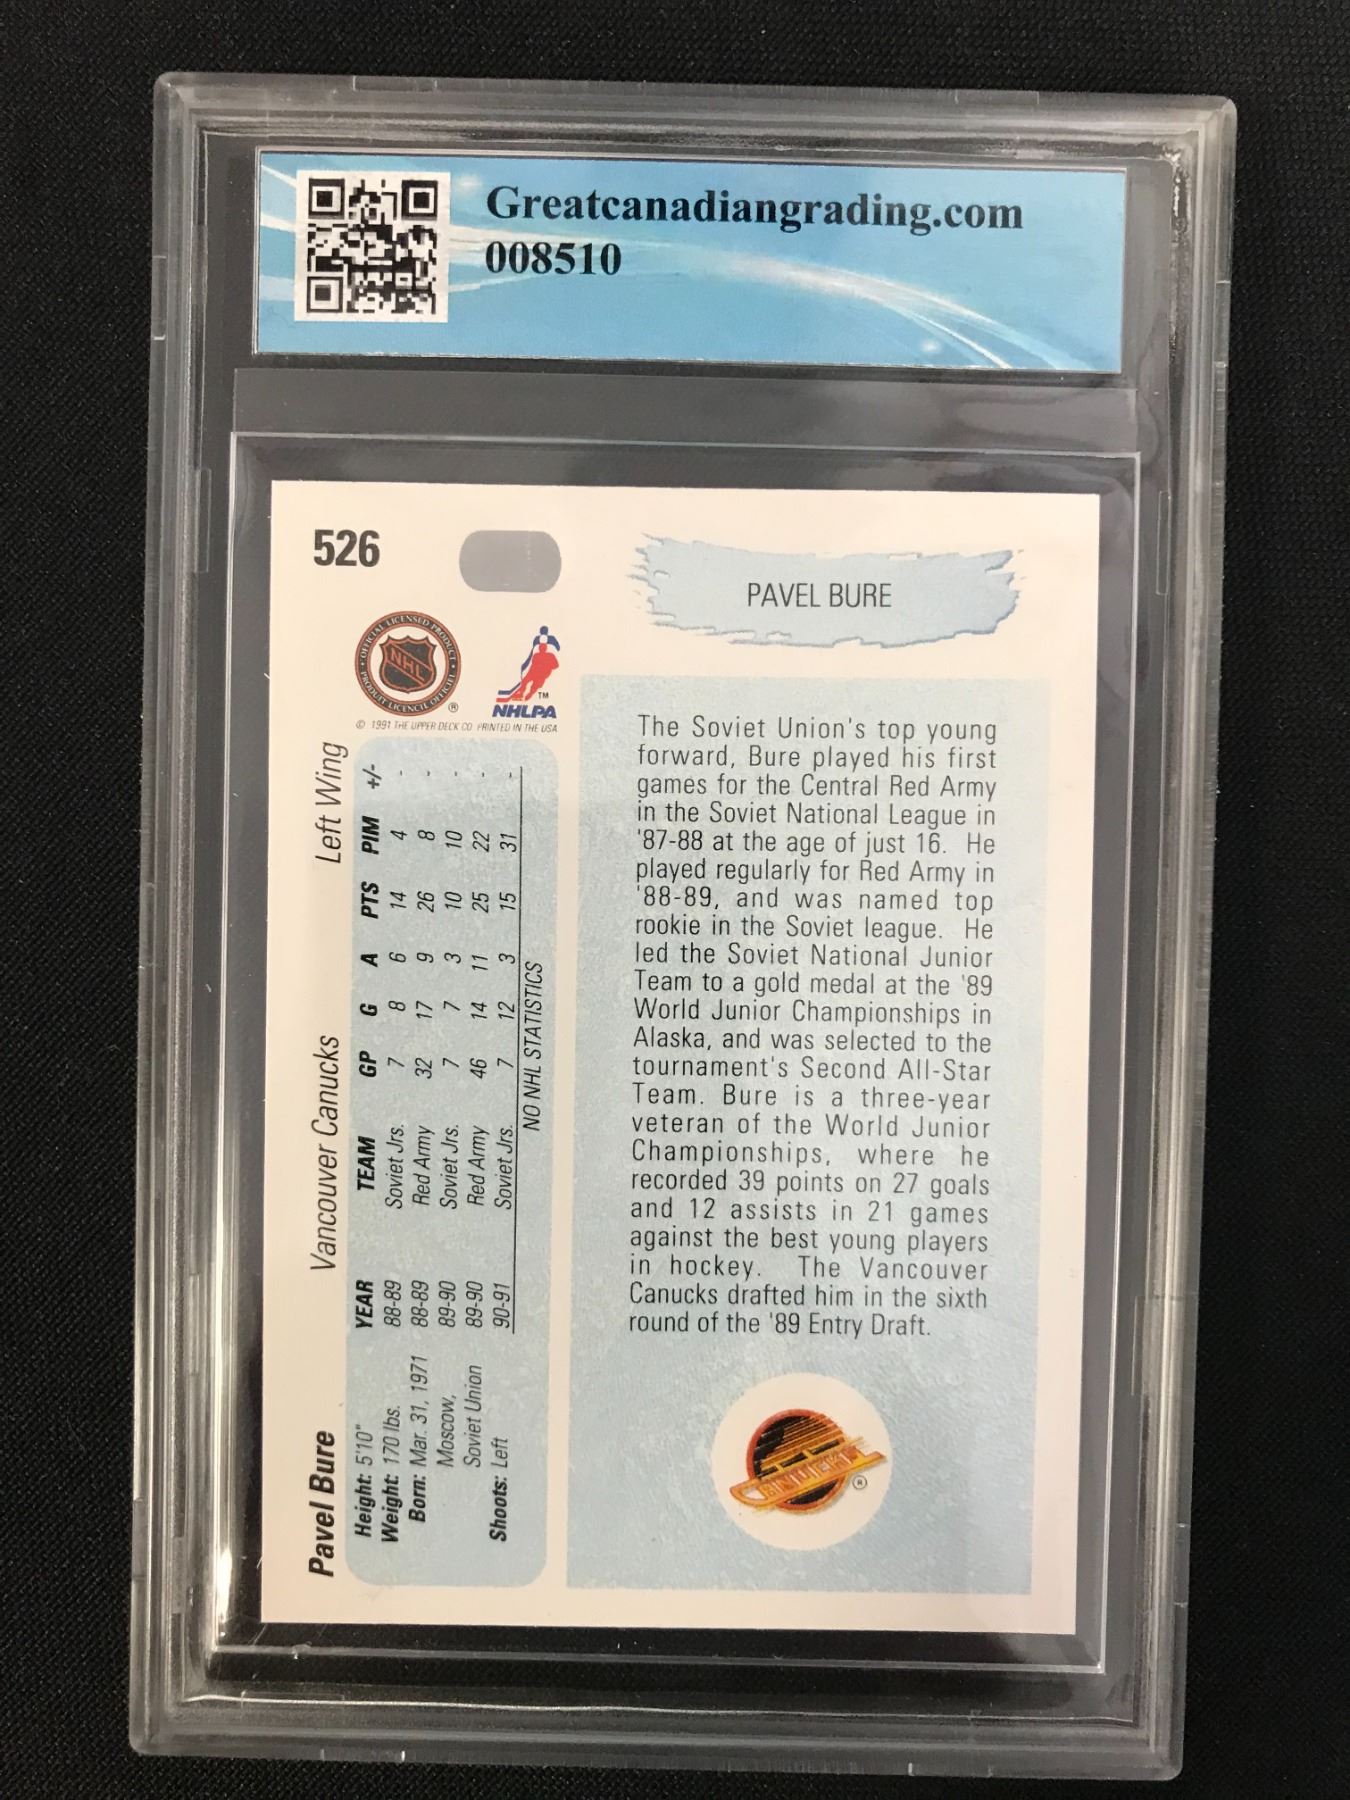 Greatcanadiangrading.com
008510
526
OFFICIAL LICENSED PRODUCT
NHL
PRODUIT LICENCIÉ OFFICIEL
®
TM
NHLPA
© 1991 THE UPPER DECK CO PRINTED IN THE USA
PAVEL BURE
The Soviet Union's top young
forward, Bure played his first
games for the Central Red Army
in the Soviet National League in
'87-88 at the age of just 16. He
played regularly for Red Army in
'88-89, and was named top
rookie in the Soviet league. He
led the Soviet National Junior
Team to a gold medal at the '89
World Junior Championships in
Alaska, and was selected to the
tournament's Second All-Star
Team. Bure is a three-year
veteran of the World Junior
Championships, where he
recorded 39 points on 27 goals
and 12 assists in 21 games
against the best young players
in hockey. The Vancouver
Canucks drafted him in the sixth
round of the '89 Entry Draft.
CANUCKS
®
Pavel Bure Vancouver Canucks Left Wing
Height: 5'10"
Weight: 170 lbs.
Born: Mar. 31, 1971
Moscow,
Soviet Union
Shoots: Left
YEAR TEAM GP G A PTS PIM +/-
88-89 Soviet Jrs. 7 8 6 14 4 -
88-89 Red Army 32 17 9 26 8 -
89-90 Soviet Jrs. 7 7 3 10 10 -
89-90 Red Army 46 14 11 25 22 -
90-91 Soviet Jrs. 7 12 3 15 31 -
NO NHL STATISTICS